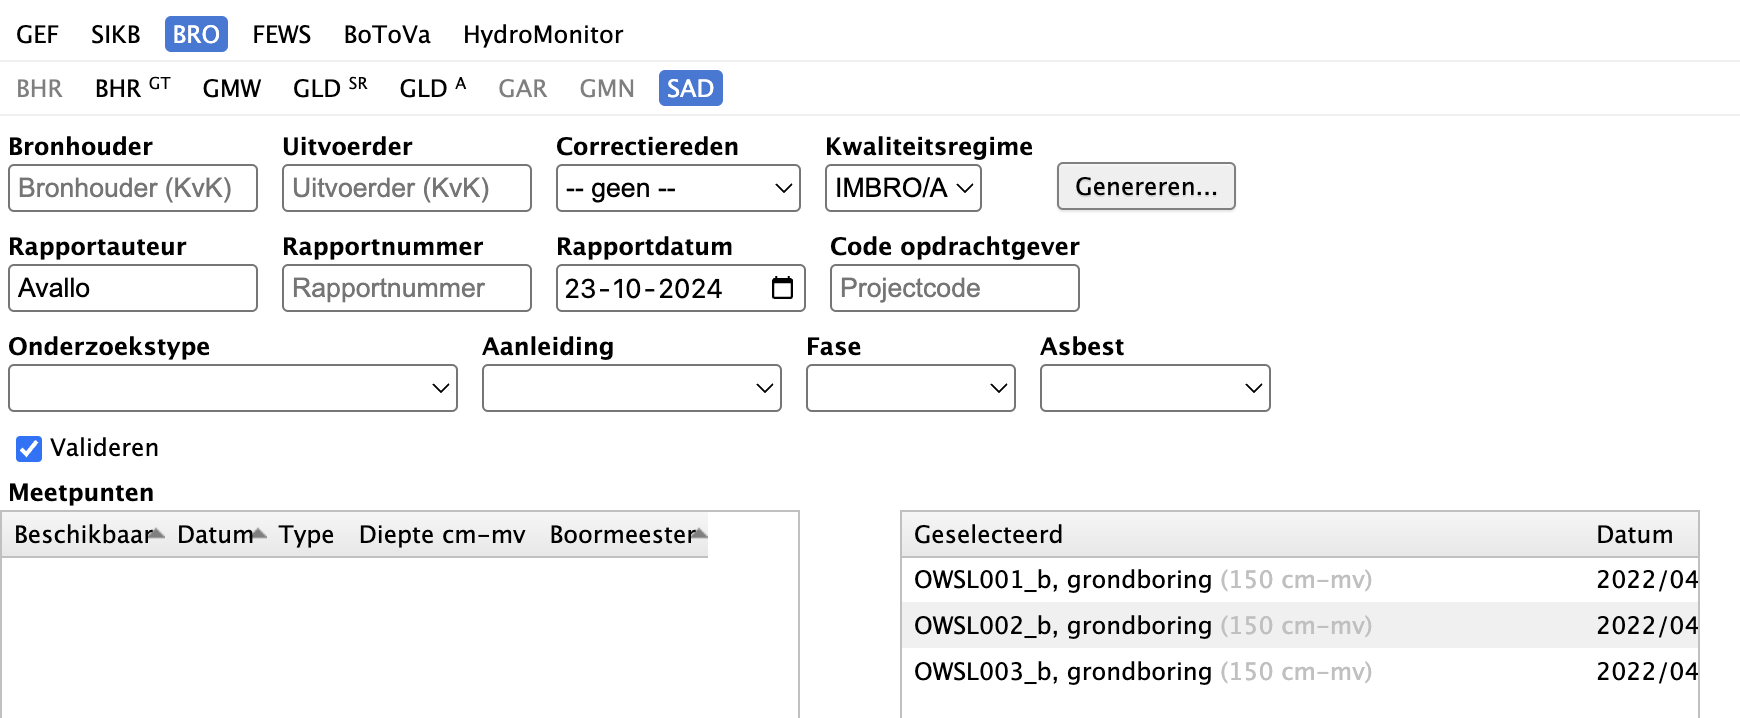 GEF SIKB BRO FEWS BoToVa HydroMonitor
BHR BHR GT GMW GLD SR GLD A GAR GMN SAD
Bronhouder Uitvoerder Correctiereden Kwaliteitsregime
Bronhouder (KvK) Uitvoerder (KvK) -- geen -- IMBRO/A Genereren...
Rapportauteur Rapportnummer Rapportdatum Code opdrachtgever
Avallo Rapportnummer 23-10-2024 Projectcode
Onderzoekstype Aanleiding Fase Asbest
Valideren
Meetpunten
Beschikbaar Datum Type Diepte cm-mv Boormeester Geselecteerd Datum
OWSL001_b, grondboring (150 cm-mv) 2022/04
OWSL002_b, grondboring (150 cm-mv) 2022/04
OWSL003_b, grondboring (150 cm-mv) 2022/04